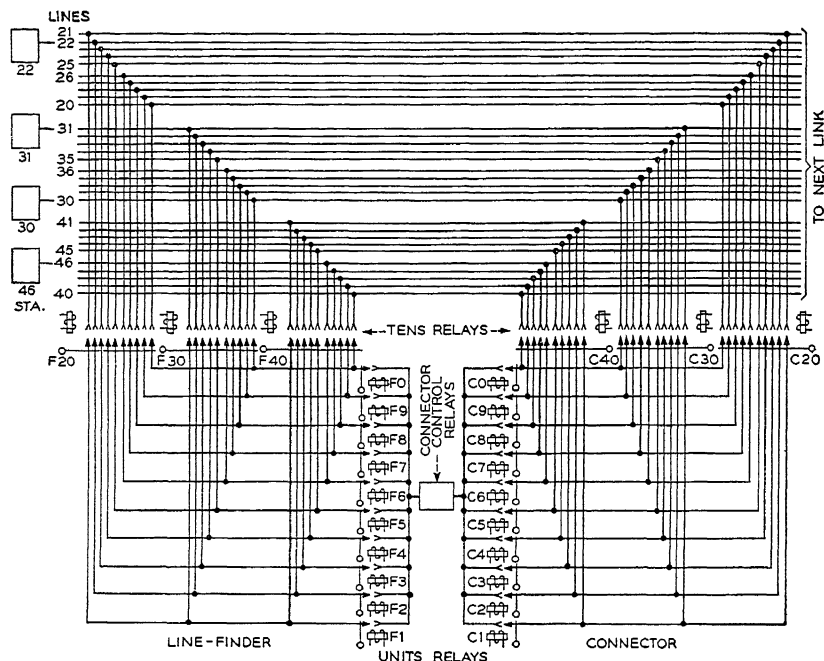 LINES
21
22
25
26
20
31
35
36
30
41
45
46
40
22
31
30
46
STA.
TO NEXT LINK
TENS RELAYS
F20
F30
F40
C40
C30
C20
CONNECTOR
CONTROL
RELAYS
F0
F9
F8
F7
F6
F5
F4
F3
F2
F1
C0
C9
C8
C7
C6
C5
C4
C3
C2
C1
LINE-FINDER
UNITS RELAYS
CONNECTOR